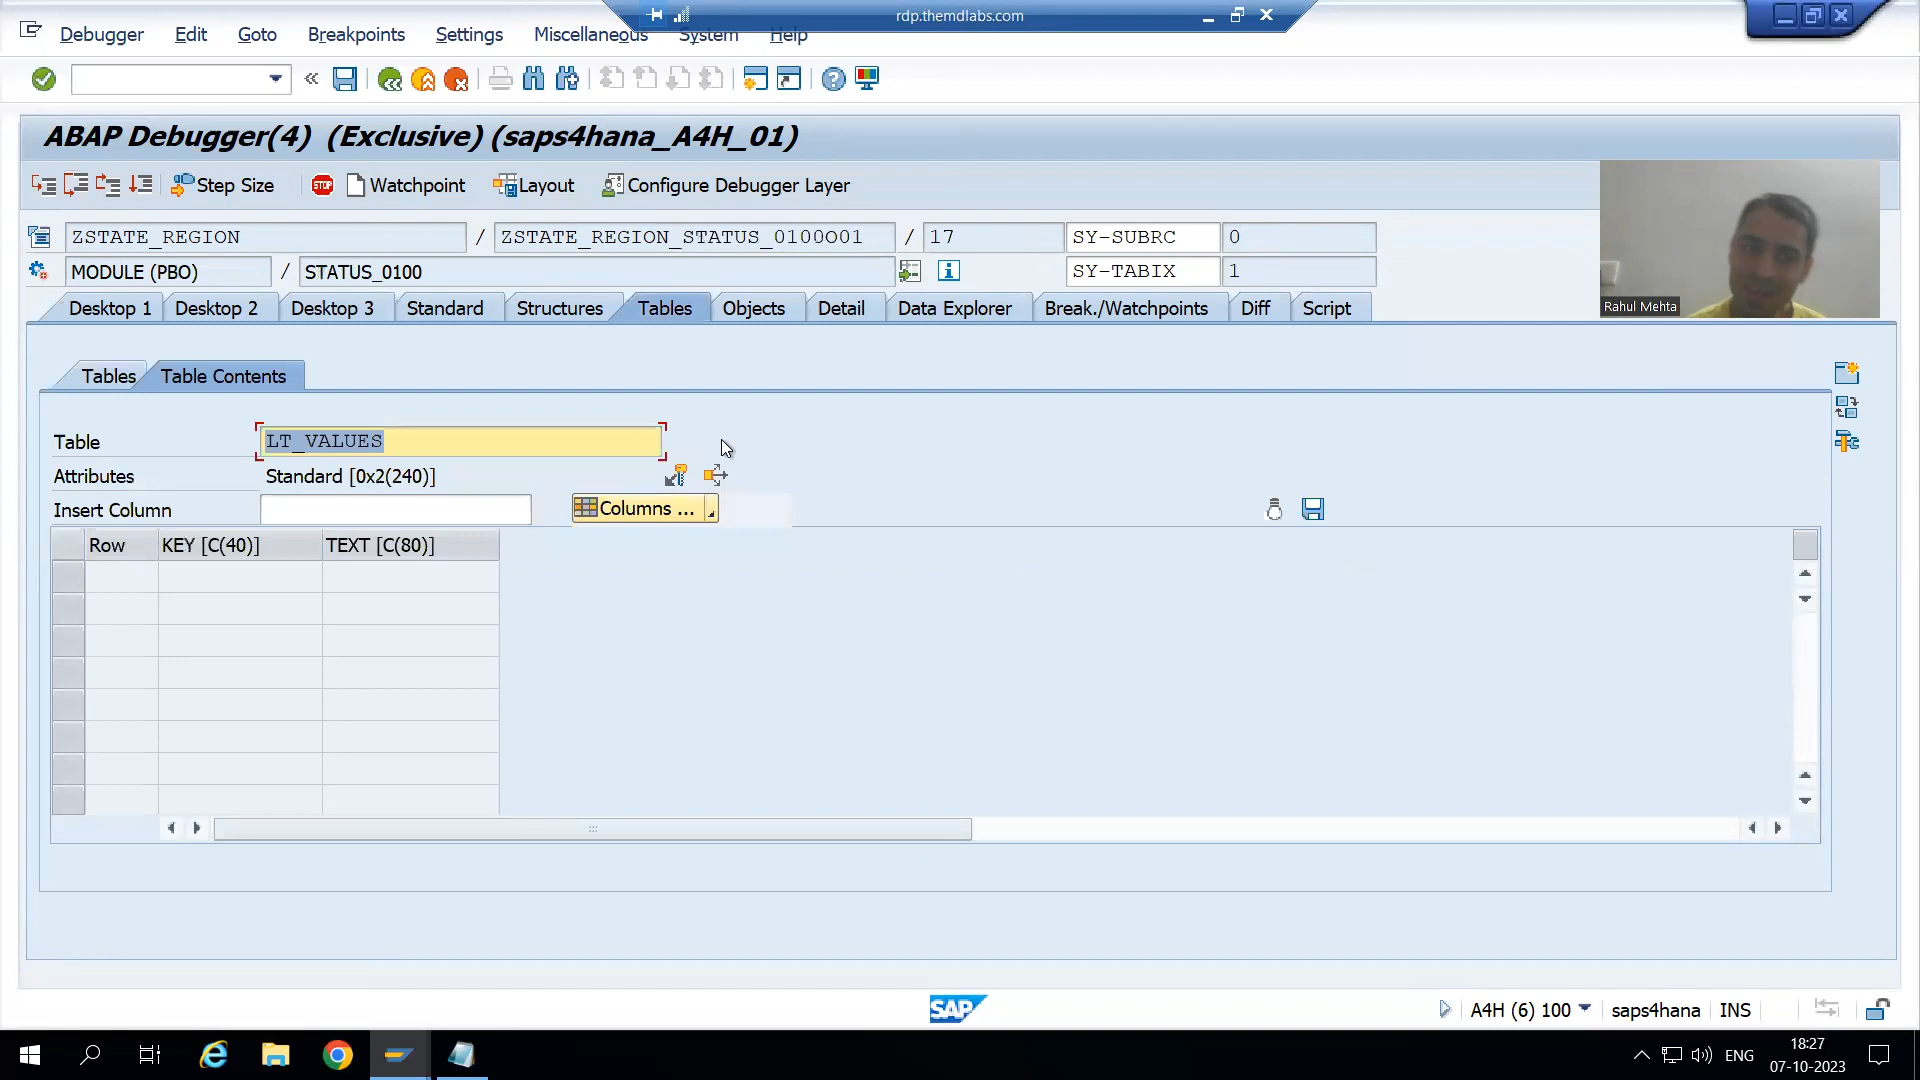 rdp.themdlabs.com
Debugger Edit Goto Breakpoints Settings Miscellaneous System Help
ABAP Debugger(4) (Exclusive) (saps4hana_A4H_01)
Step Size STOP Watchpoint Layout Configure Debugger Layer
ZSTATE_REGION / ZSTATE_REGION_STATUS_0100O01 / 17 SY-SUBRC 0
MODULE (PBO) / STATUS_0100 SY-TABIX 1
Rahul Mehta
Desktop 1 Desktop 2 Desktop 3 Standard Structures Tables Objects Detail Data Explorer Break./Watchpoints Diff Script
Tables Table Contents
Table LT_VALUES
Attributes Standard [0x2(240)]
Insert Column Columns ...
Row KEY [C(40)] TEXT [C(80)]
SAP A4H (6) 100 saps4hana INS
ENG 18:27
07-10-2023